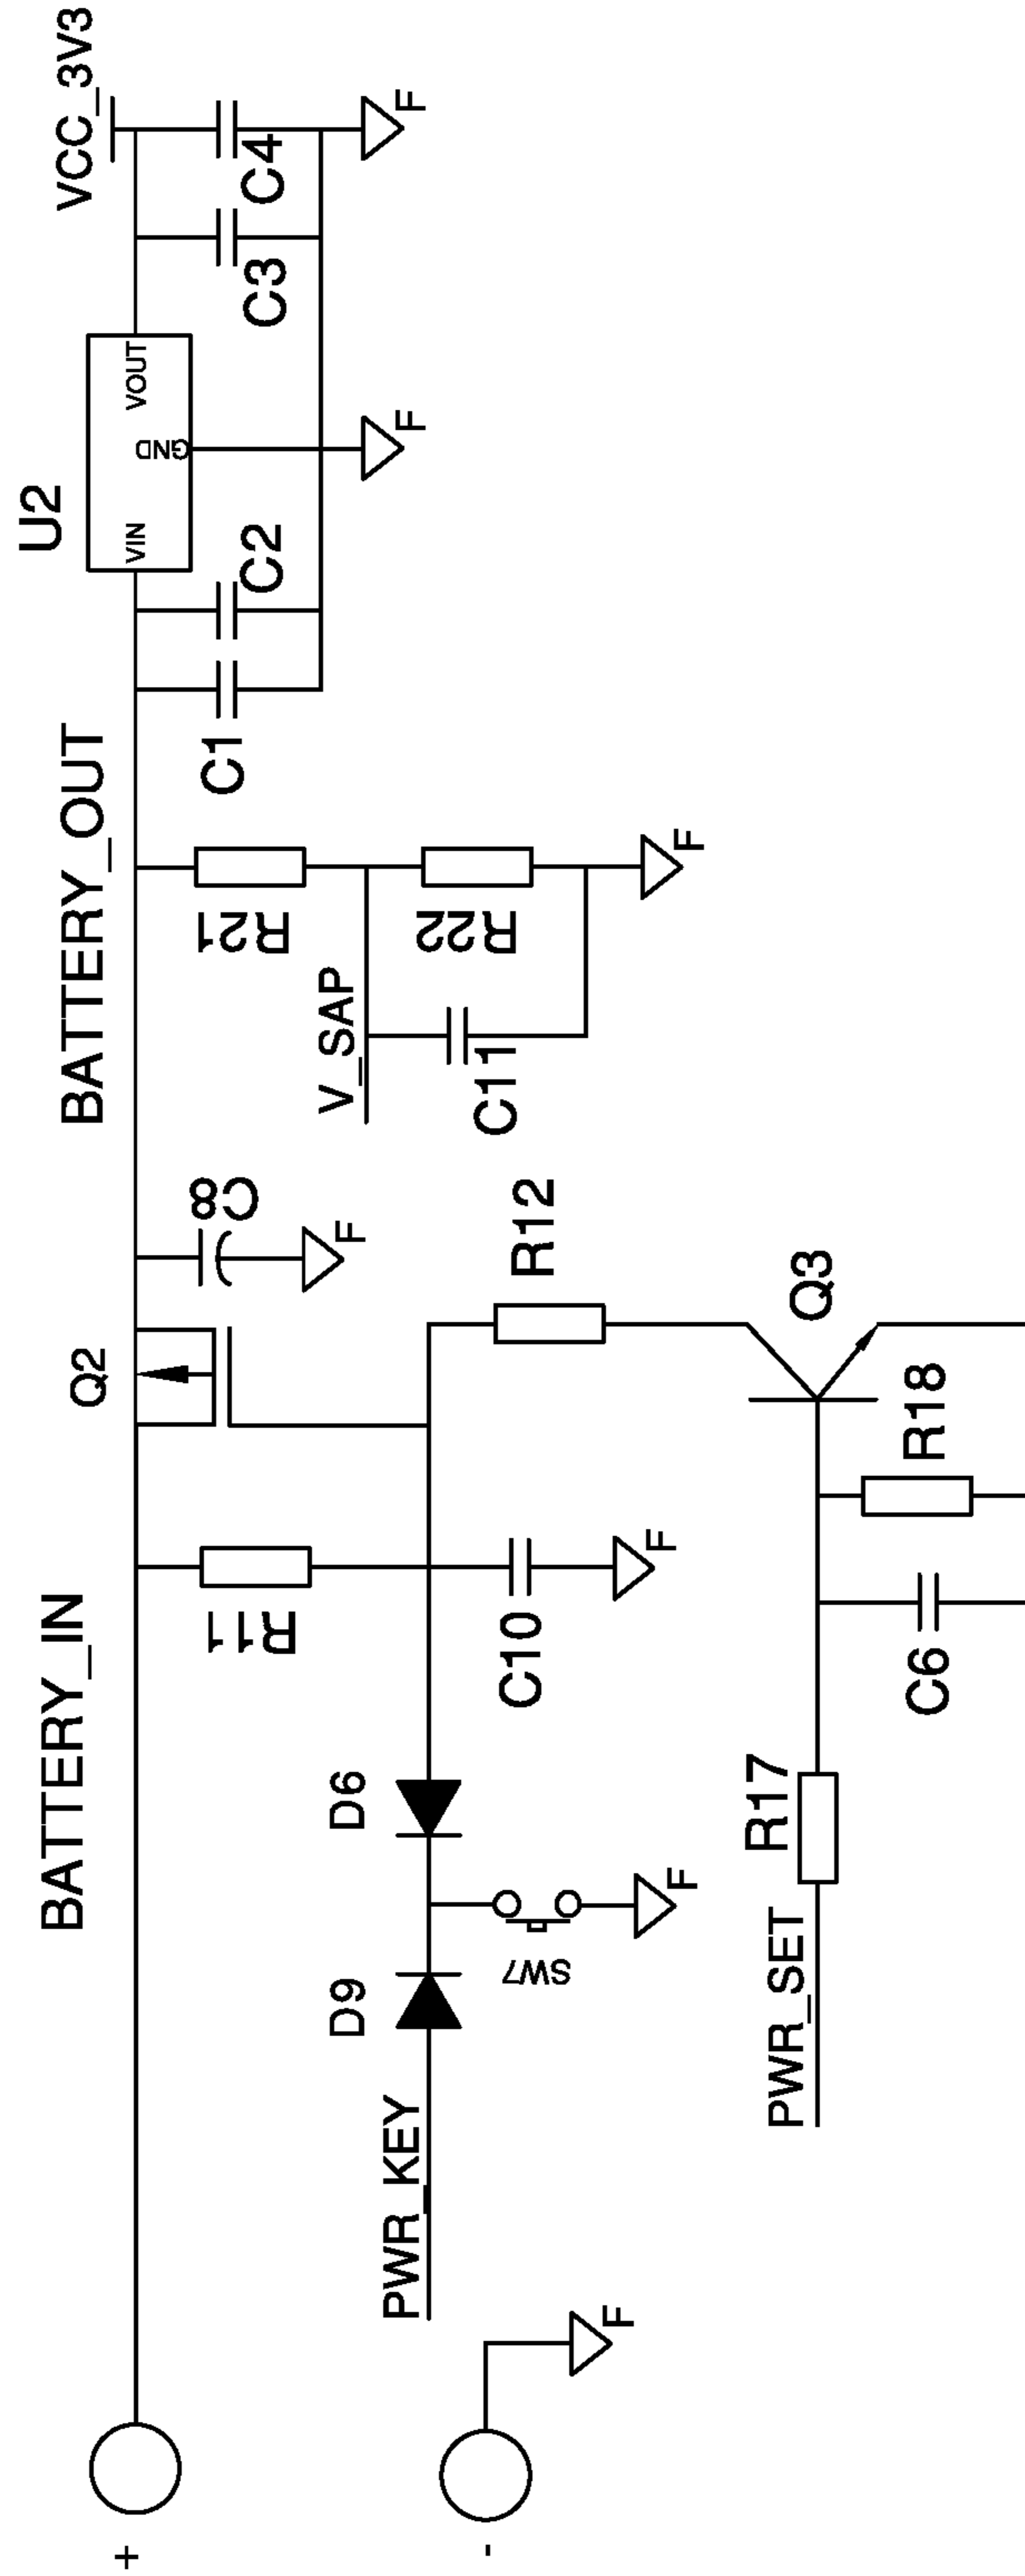 BATTERY_IN
BATTERY_OUT
U2
VCC_3V3
+
Q2
VIN
GND
VOUT
R11
C8
R21
C1
C2
C3
C4
F
F
F
PWR_KEY
D9
D6
V_SAP
R22
C11
F
-
SW7
C10
R12
F
F
F
PWR_SET
R17
Q3
C6
R18